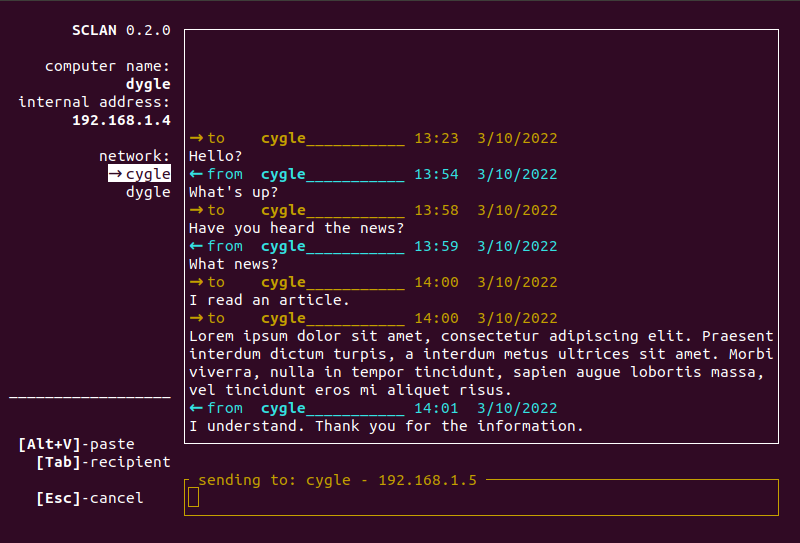 SCLAN 0.2.0
computer name:
dygle
internal address:
192.168.1.4
network:
→cygle
dygle
__________________
[Alt+V]-paste
[Tab]-recipient
[Esc]-cancel
→to    cygle___________ 13:23  3/10/2022
Hello?
←from  cygle___________ 13:54  3/10/2022
What's up?
→to    cygle___________ 13:58  3/10/2022
Have you heard the news?
←from  cygle___________ 13:59  3/10/2022
What news?
→to    cygle___________ 14:00  3/10/2022
I read an article.
→to    cygle___________ 14:00  3/10/2022
Lorem ipsum dolor sit amet, consectetur adipiscing elit. Praesent
interdum dictum turpis, a interdum metus ultrices sit amet. Morbi
viverra, nulla in tempor tincidunt, sapien augue lobortis massa,
vel tincidunt eros mi aliquet risus.
←from  cygle___________ 14:01  3/10/2022
I understand. Thank you for the information.
sending to: cygle - 192.168.1.5